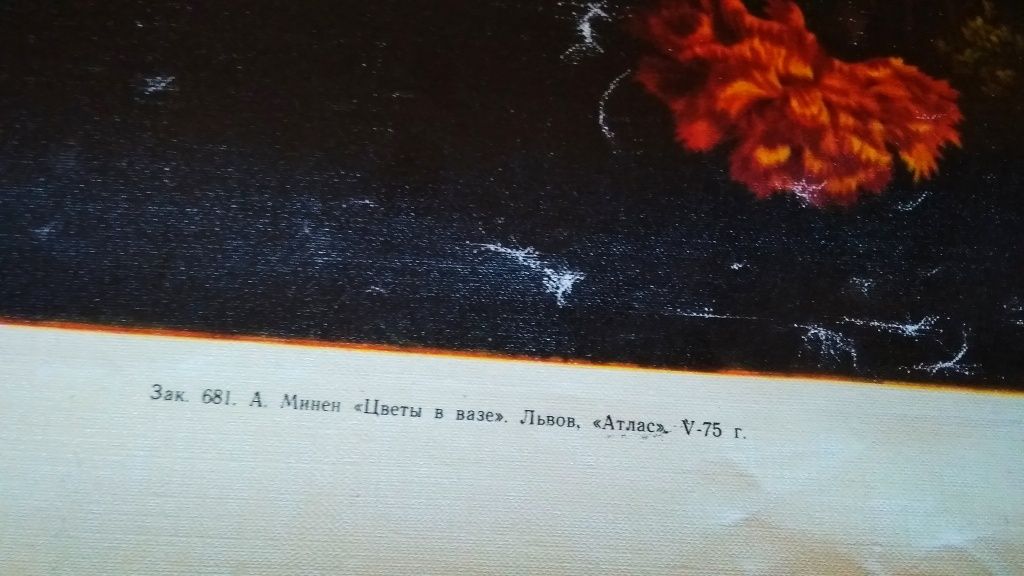 Зак. 681. А. Минен «Цветы в вазе». Львов, «Атлас». V-75 г.